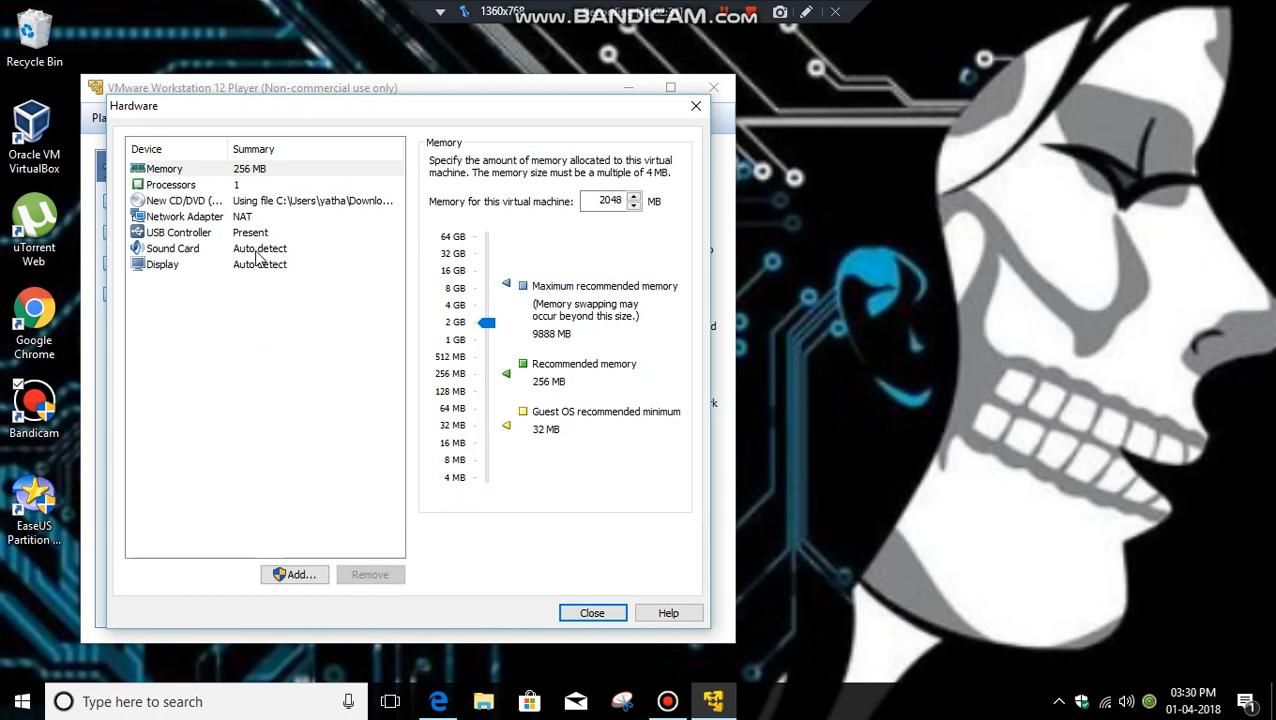 1360x768
www.BANDICAM.com
Recycle Bin
Oracle VM
VirtualBox
uTorrent
Web
Google
Chrome
Bandicam
EaseUS
Partition ...
VMware Workstation 12 Player (Non-commercial use only)
Pla
Hardware
Device Summary
Memory 256 MB
Processors 1
New CD/DVD (... Using file C:\Users\yatha\Downlo...
Network Adapter NAT
USB Controller Present
Sound Card Auto detect
Display Auto detect
Add... Remove
Memory
Specify the amount of memory allocated to this virtual
machine. The memory size must be a multiple of 4 MB.
Memory for this virtual machine: 2048 MB
64 GB
32 GB
16 GB
8 GB
4 GB
2 GB
1 GB
512 MB
256 MB
128 MB
64 MB
32 MB
16 MB
8 MB
4 MB
Maximum recommended memory
(Memory swapping may
occur beyond this size.)
9888 MB
Recommended memory
256 MB
Guest OS recommended minimum
32 MB
Close Help
Type here to search
03:30 PM
01-04-2018
1